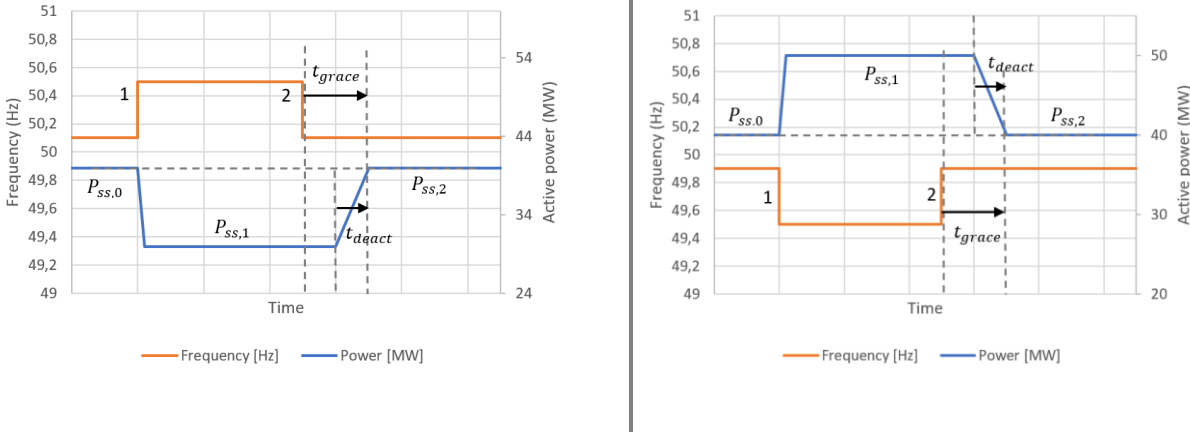 51
50,8
50,6
50,4
50,2
50
49,8
49,6
49,4
49,2
49
Frequency (Hz)
54
44
34
24
Active power (MW)
t_grace
1
2
P_ss,0
P_ss,1
P_ss,2
t_deact
Time
Frequency [Hz]
Power [MW]
51
50,8
50,6
50,4
50,2
50
49,8
49,6
49,4
49,2
49
Frequency (Hz)
50
40
30
20
Active power (MW)
P_ss.0
P_ss,1
t_deact
P_ss,2
1
2
t_grace
Time
Frequency [Hz]
Power [MW]